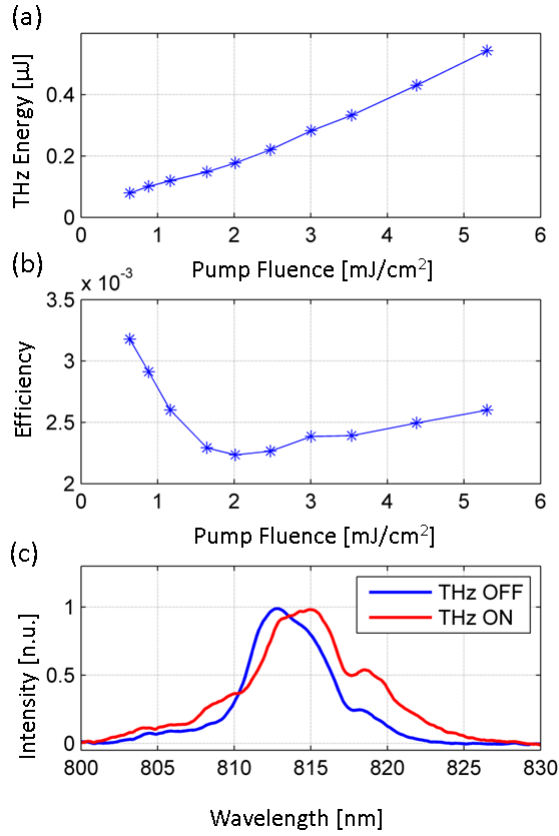 (a)
THz Energy [μJ]
0.4
0.2
0
0 1 2 3 4 5 6
Pump Fluence [mJ/cm²]
(b)
x 10⁻³
3.5
3
2.5
2
Efficiency
0 1 2 3 4 5 6
Pump Fluence [mJ/cm²]
(c)
THz OFF
THz ON
1
0.5
0
Intensity [n.u.]
800 805 810 815 820 825 830
Wavelength [nm]